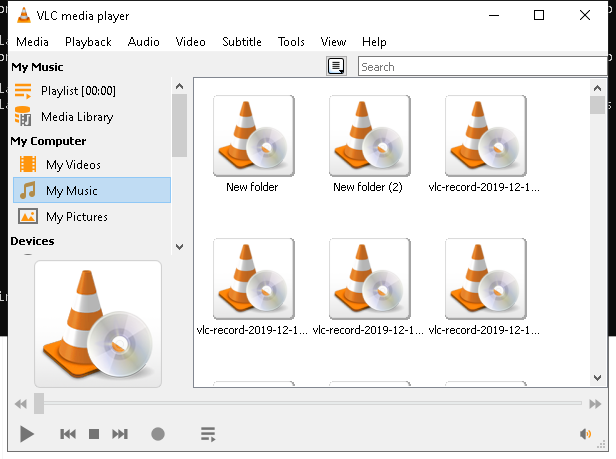 VLC media player
Media Playback Audio Video Subtitle Tools View Help
My Music
Search
Playlist [00:00]
Media Library
My Computer
My Videos
My Music
My Pictures
Devices
New folder
New folder (2)
vlc-record-2019-12-1...
vlc-record-2019-12-1...
vlc-record-2019-12-1...
vlc-record-2019-12-1...